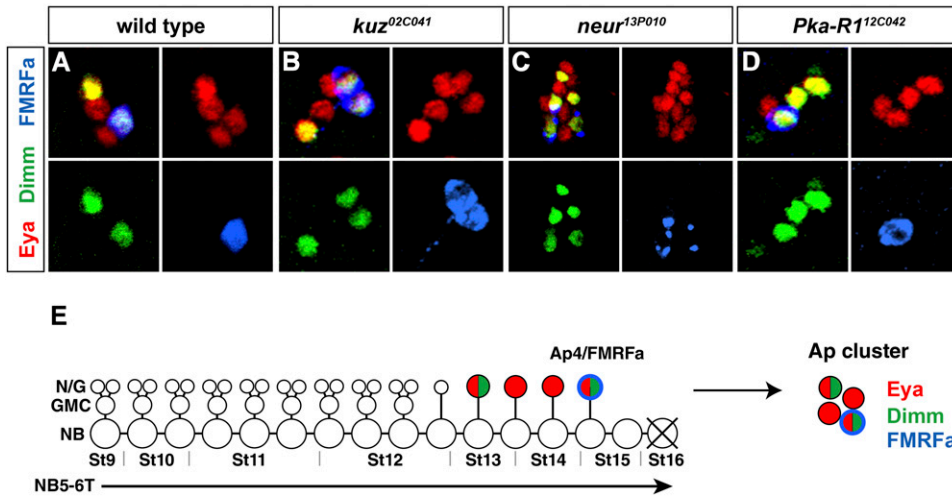 wild type kuz02C041 neur13P010 Pka-R112C042
Eya Dimm FMRFa
A B C D
E
Ap4/FMRFa
Ap cluster
N/G
GMC
NB
Eya
Dimm
FMRFa
St9 St10 St11 St12 St13 St14 St15 St16
NB5-6T